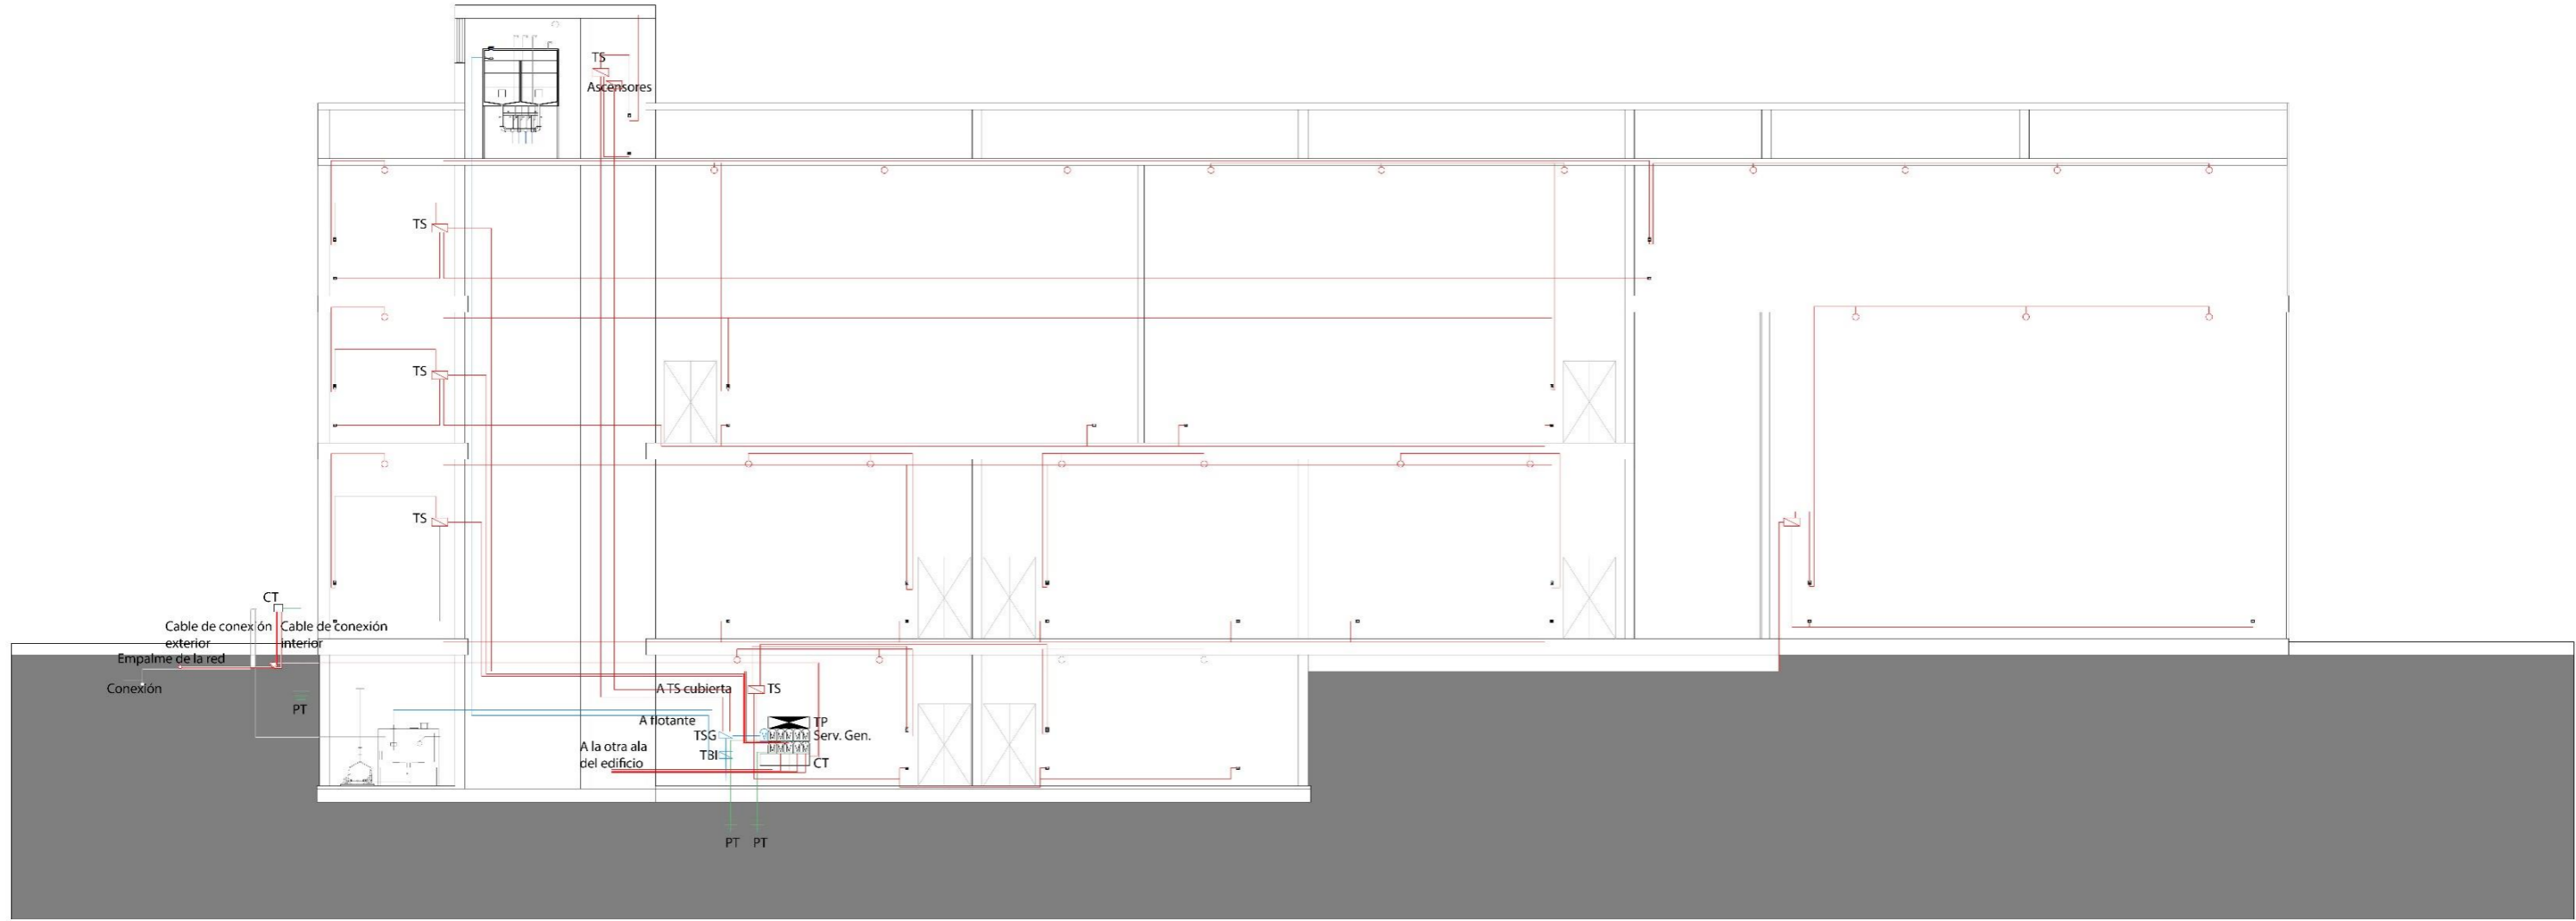 TS
Ascensores
TS
TS
TS
CT
Cable de conexión
exterior
Cable de conexión
interior
Empalme de la red
Conexión
PT
A TS cubierta
TS
A flotante
TP
TSG
Serv. Gen.
A la otra ala
del edificio
TBI
CT
PT
PT